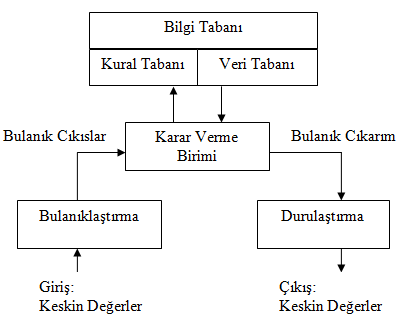 Bilgi Tabanı
Kural Tabanı
Veri Tabanı
Bulanık Cıkıslar
Karar Verme
Birimi
Bulanık Cıkarım
Bulanıklaştırma
Durulaştırma
Giriş:
Keskin Değerler
Çıkış:
Keskin Değerler